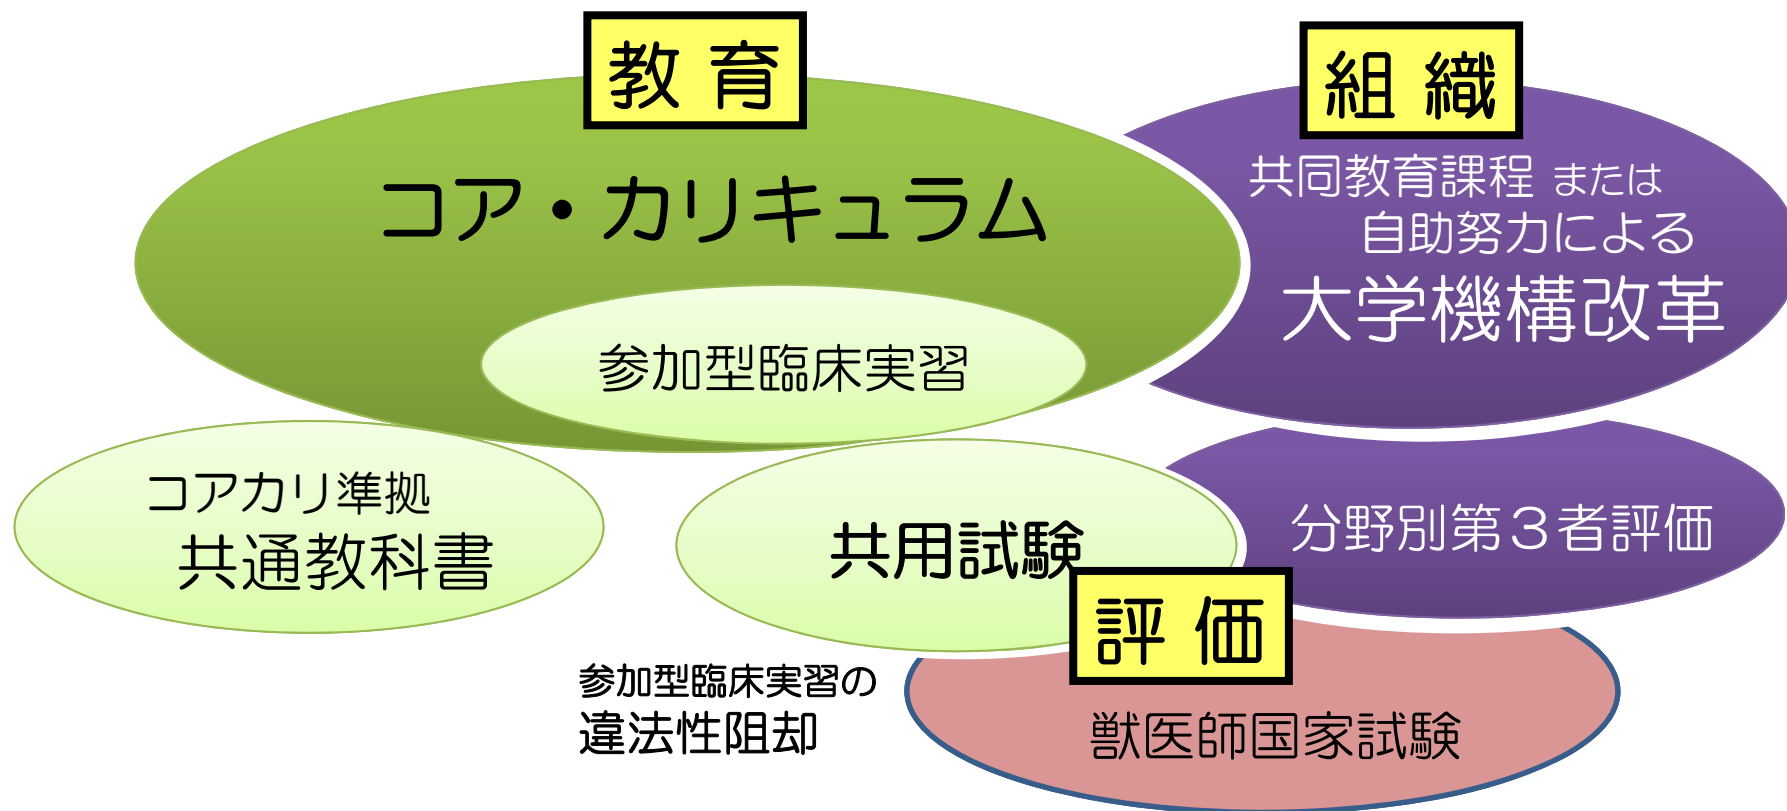 教 育
コア・カリキュラム
参加型臨床実習
組 織
共同教育課程 または
自助努力による
大学機構改革
コアカリ準拠
共通教科書
共用試験
分野別第３者評価
評 価
参加型臨床実習の
違法性阻却
獣医師国家試験